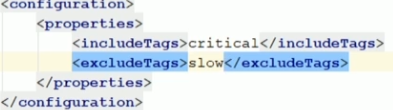 <configuration>
<properties>
<includeTags>critical</includeTags>
<excludeTags>slow</excludeTags>
</properties>
</configuration>